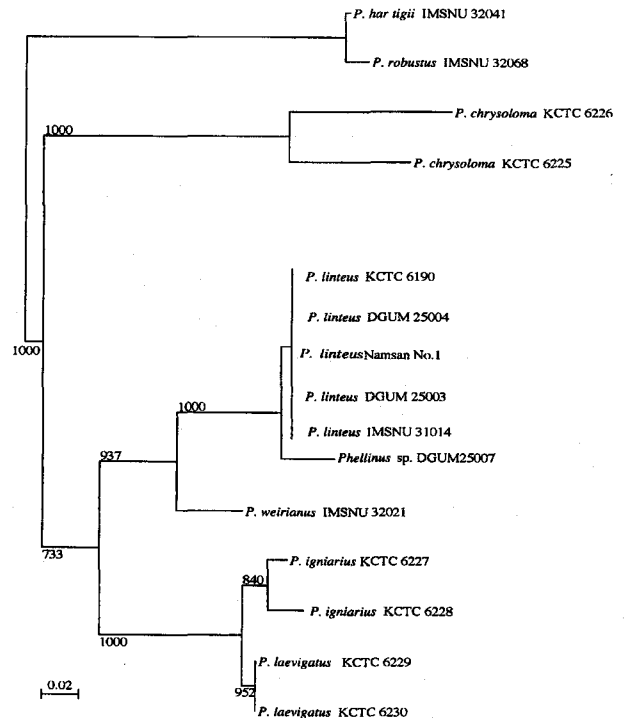 P. har tigii IMSNU 32041
P. robustus IMSNU 32068
P. chrysoloma KCTC 6226
1000
P. chrysoloma KCTC 6225
P. linteus KCTC 6190
P. linteus DGUM 25004
1000
P. linteus Namsan No.1
P. linteus DGUM 25003
1000
P. linteus IMSNU 31014
937
Phellinus sp. DGUM25007
P. weirianus IMSNU 32021
733
P. igniarius KCTC 6227
840
P. igniarius KCTC 6228
1000
P. laevigatus KCTC 6229
0.02
952
P. laevigatus KCTC 6230